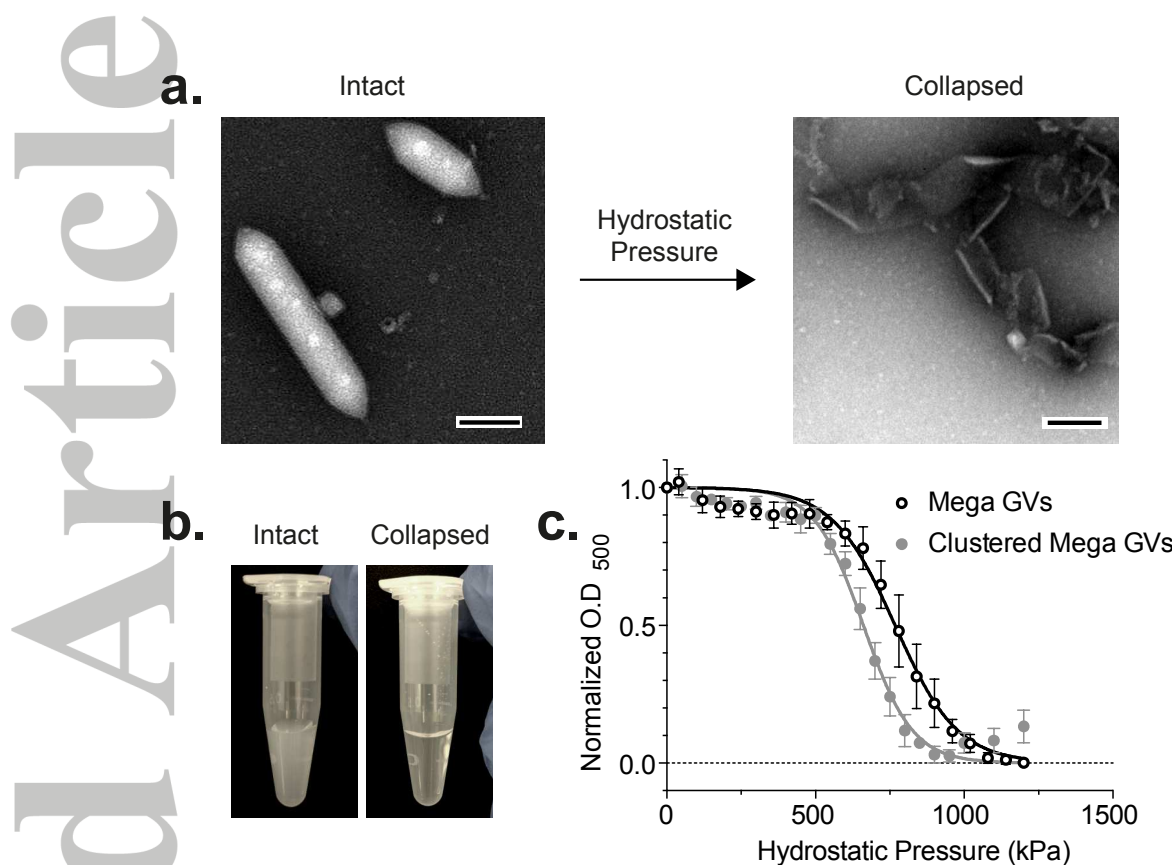 d Article
a.
Intact
Collapsed
Hydrostatic
Pressure
b.
Intact
Collapsed
c.
Mega GVs
Clustered Mega GVs
Normalized O.D 500
1.0
0.5
0.0
0
500
1000
1500
Hydrostatic Pressure (kPa)